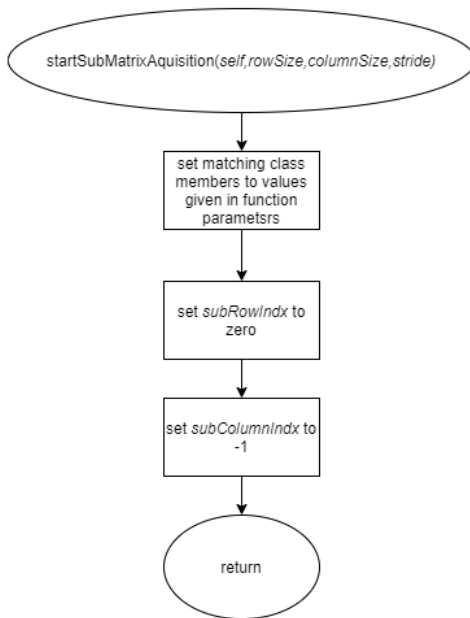 startSubMatrixAquisition(self,rowSize,columnSize,stride)
set matching class
members to values
given in function
parametsrs
set subRowIndx to
zero
set subColumnIndx to
-1
return